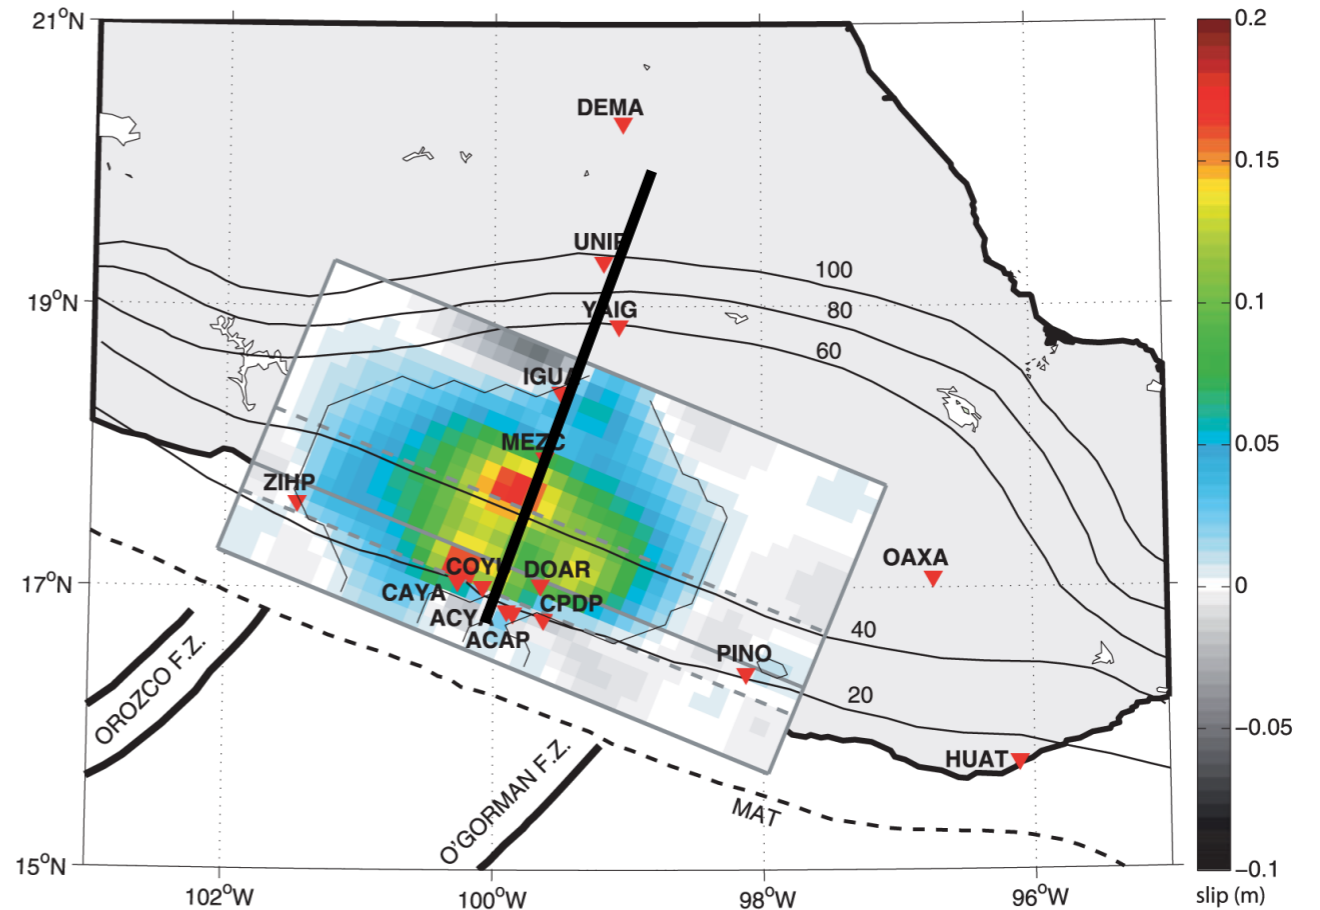 21°N
0.2
DEMA
0.15
UNIP
100
19°N
YAIG
80
0.1
60
IGUA
MEZC
0.05
ZIHP
COYU
DOAR
OAXA
17°N
0
CAYA
CPDP
ACYA
40
ACAP
PINO
OROZCO F.Z.
20
−0.05
HUAT
O'GORMAN F.Z.
MAT
15°N
−0.1
102°W
100°W
98°W
96°W
slip (m)